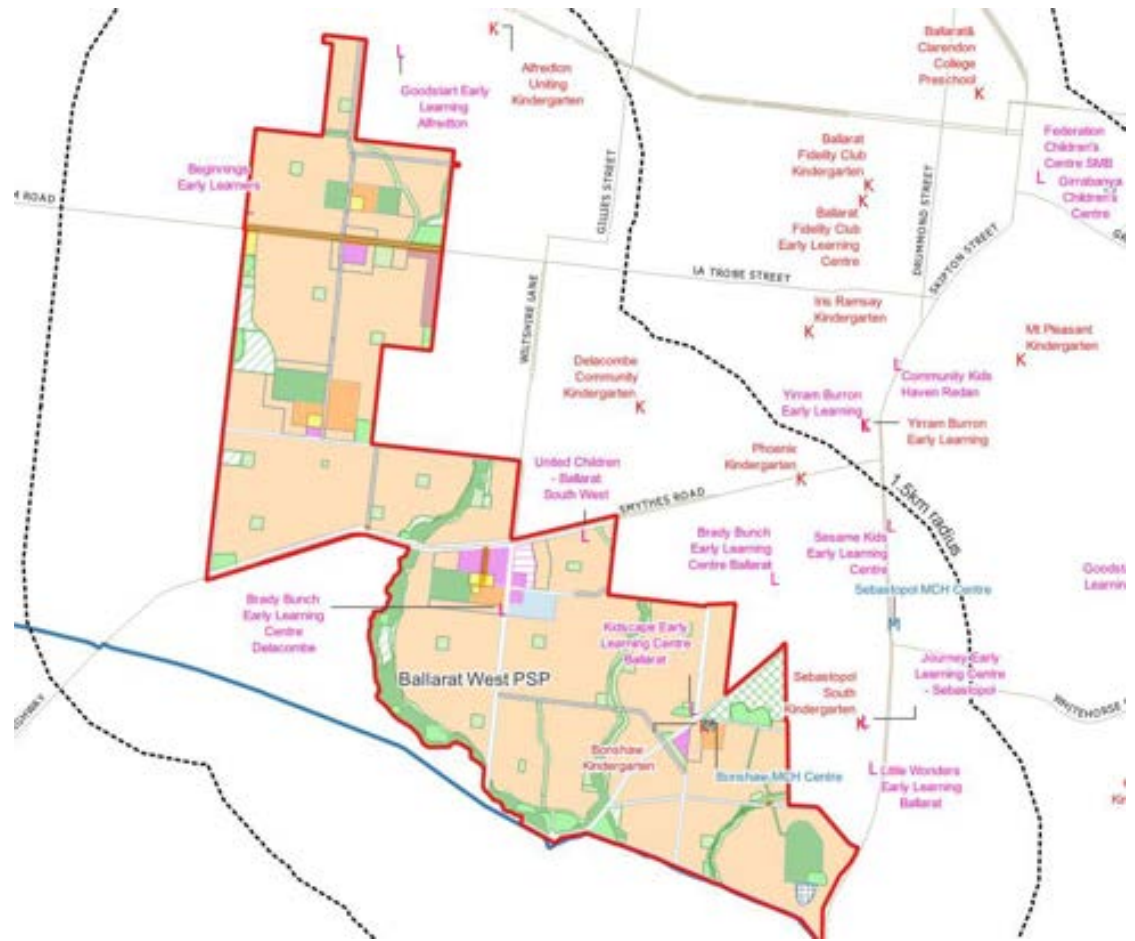 Ballarat&
Clarendon
College
Preschool
K
K
Alfredton
Uniting
Kindergarten
L
Goodstart Early
Learning
Alfredton
Federation
Children's
Centre SMB
L
Girrabanya
Children's
Centre
Ballarat
Fidelity Club
Kindergarten
K
K
Ballarat
Fidelity Club
Early Learning
Centre
Beginnings
Early Learners
ROAD
GILLIES STREET
DRUMMOND STREET
SKIPTON STREET
LA TROBE STREET
WILTSHIRE LANE
Iris Ramsay
Kindergarten
K
Mt Pleasant
Kindergarten
K
Delacombe
Community
Kindergarten
K
L
Community Kids
Haven Redan
Yirram Burron
Early Learning
K
Yirram Burron
Early Learning
Phoenix
Kindergarten
K
United Children
- Ballarat
South West
L
SMYTHES ROAD
1.5km radius
Brady Bunch
Early Learning
Centre Ballarat
L
Sesame Kids
Early Learning
Centre
L
Sebastopol MCH Centre
M
Brady Bunch
Early Learning
Centre
Delacombe
L
Kidscape Early
Learning Centre
Ballarat
L
Journey Early
Learning Centre
- Sebastopol
Ballarat West PSP
Sebastopol
South
Kindergarten
K
WHITEHORSE
Bonshaw
Kindergarten
Bonshaw MCH Centre
L
Little Wonders
Early Learning
Ballarat